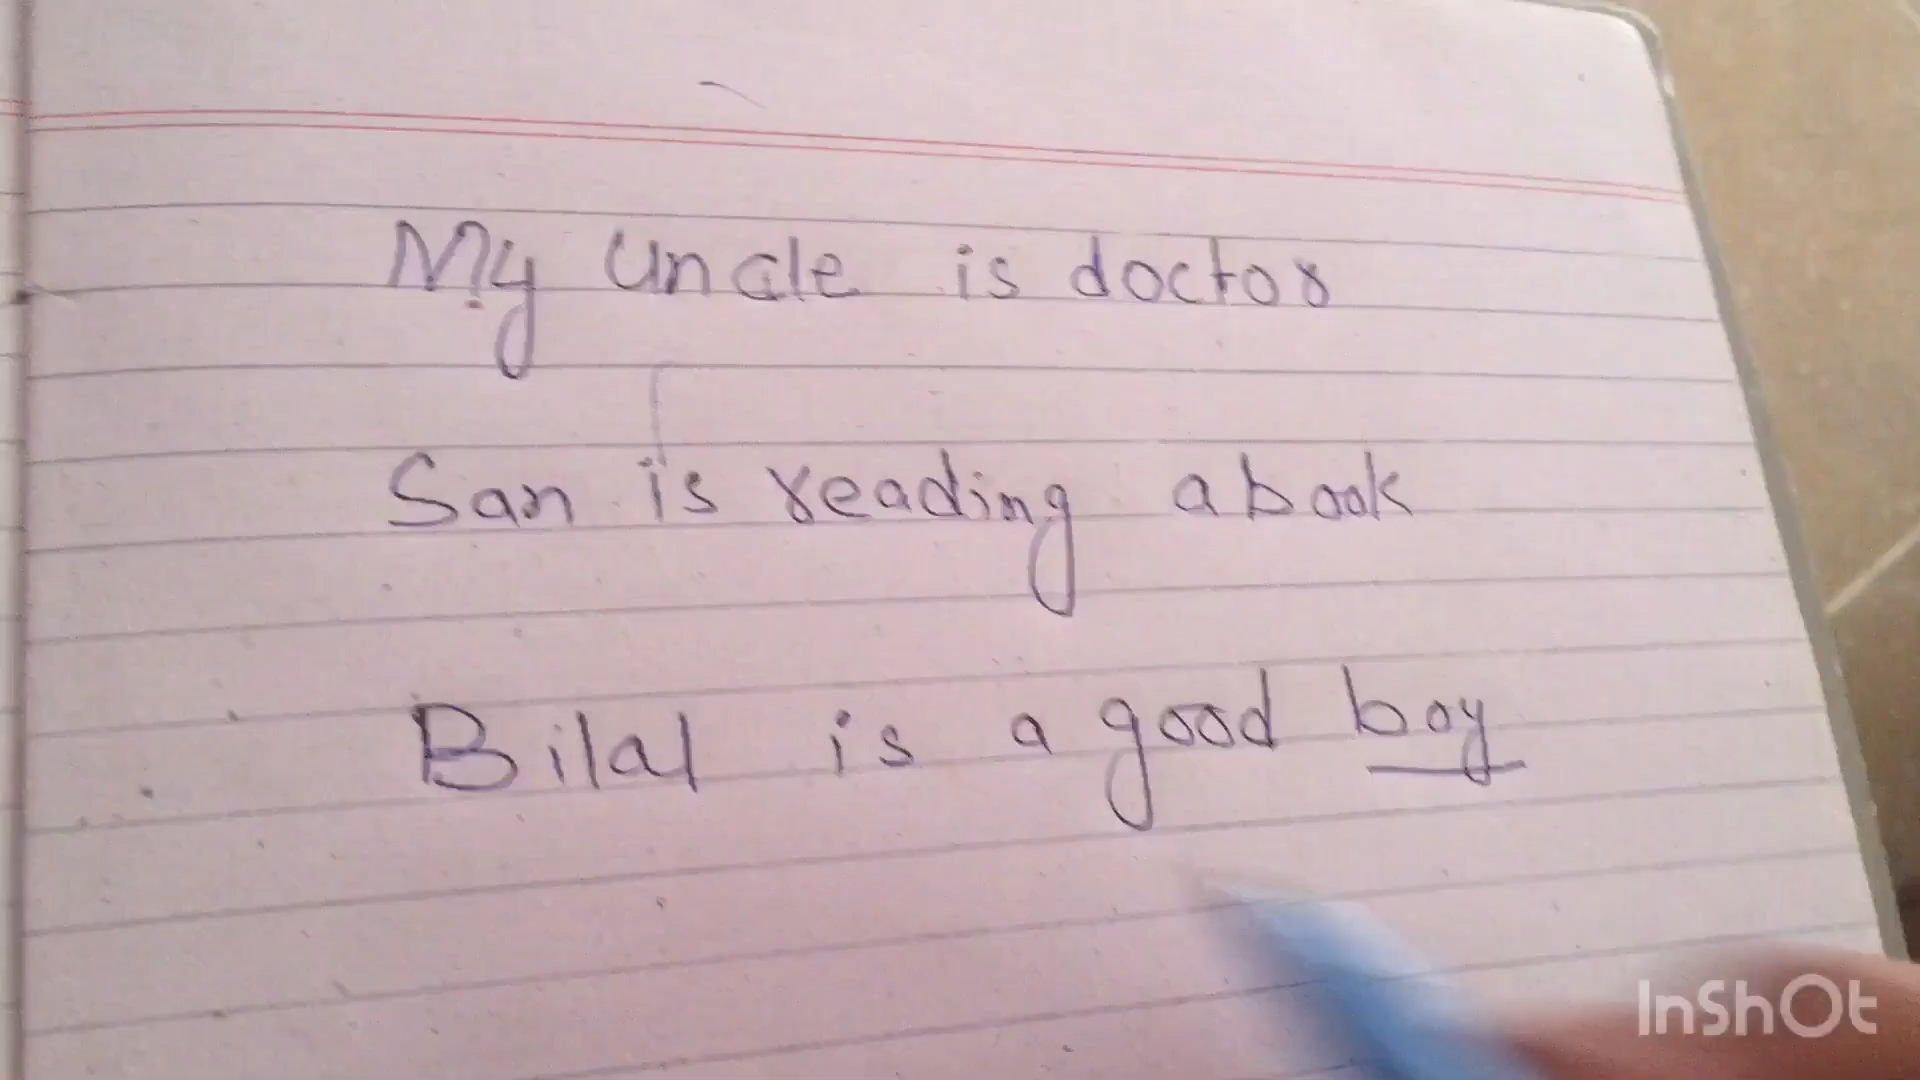 My Uncle is doctor
San is reading a book
Bilal is a good boy
InShOt